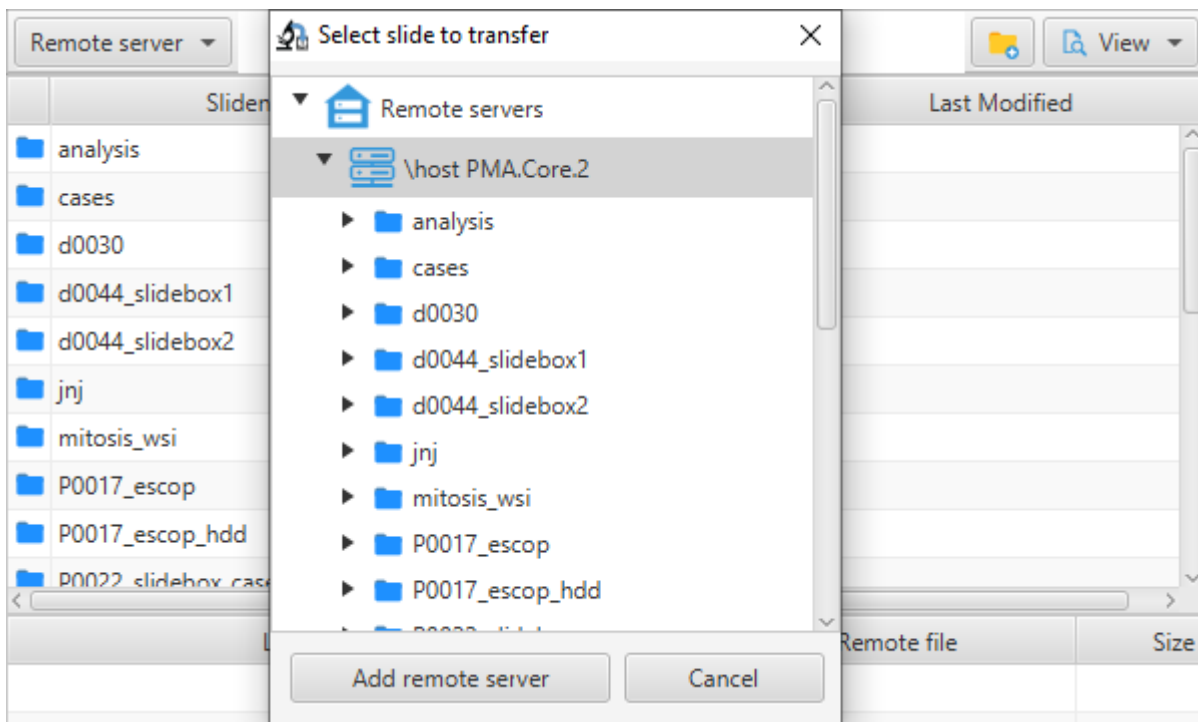 Remote server
Select slide to transfer
View
Last Modified
analysis
cases
d0030
d0044_slidebox1
d0044_slidebox2
jnj
mitosis_wsi
P0017_escop
P0017_escop_hdd
Remote servers
\host PMA.Core.2
analysis
cases
d0030
d0044_slidebox1
d0044_slidebox2
jnj
mitosis_wsi
P0017_escop
P0017_escop_hdd
Add remote server
Cancel
Remote file
Size